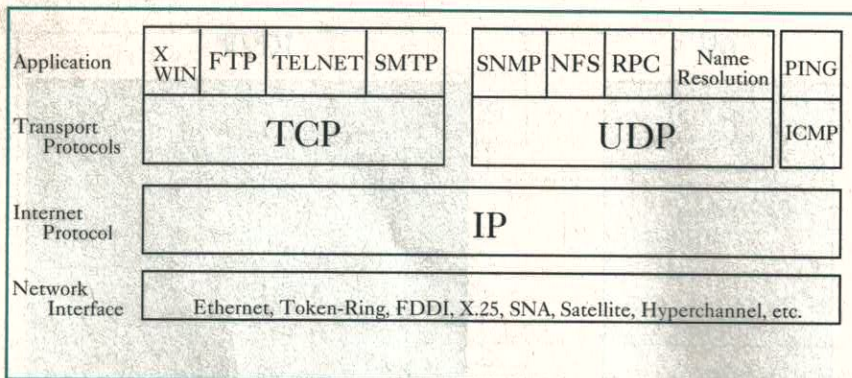 Application
X
WIN
FTP
TELNET
SMTP
SNMP
NFS
RPC
Name
Resolution
PING
Transport
Protocols
TCP
UDP
ICMP
Internet
Protocol
IP
Network
Interface
Ethernet, Token-Ring, FDDI, X.25, SNA, Satellite, Hyperchannel, etc.